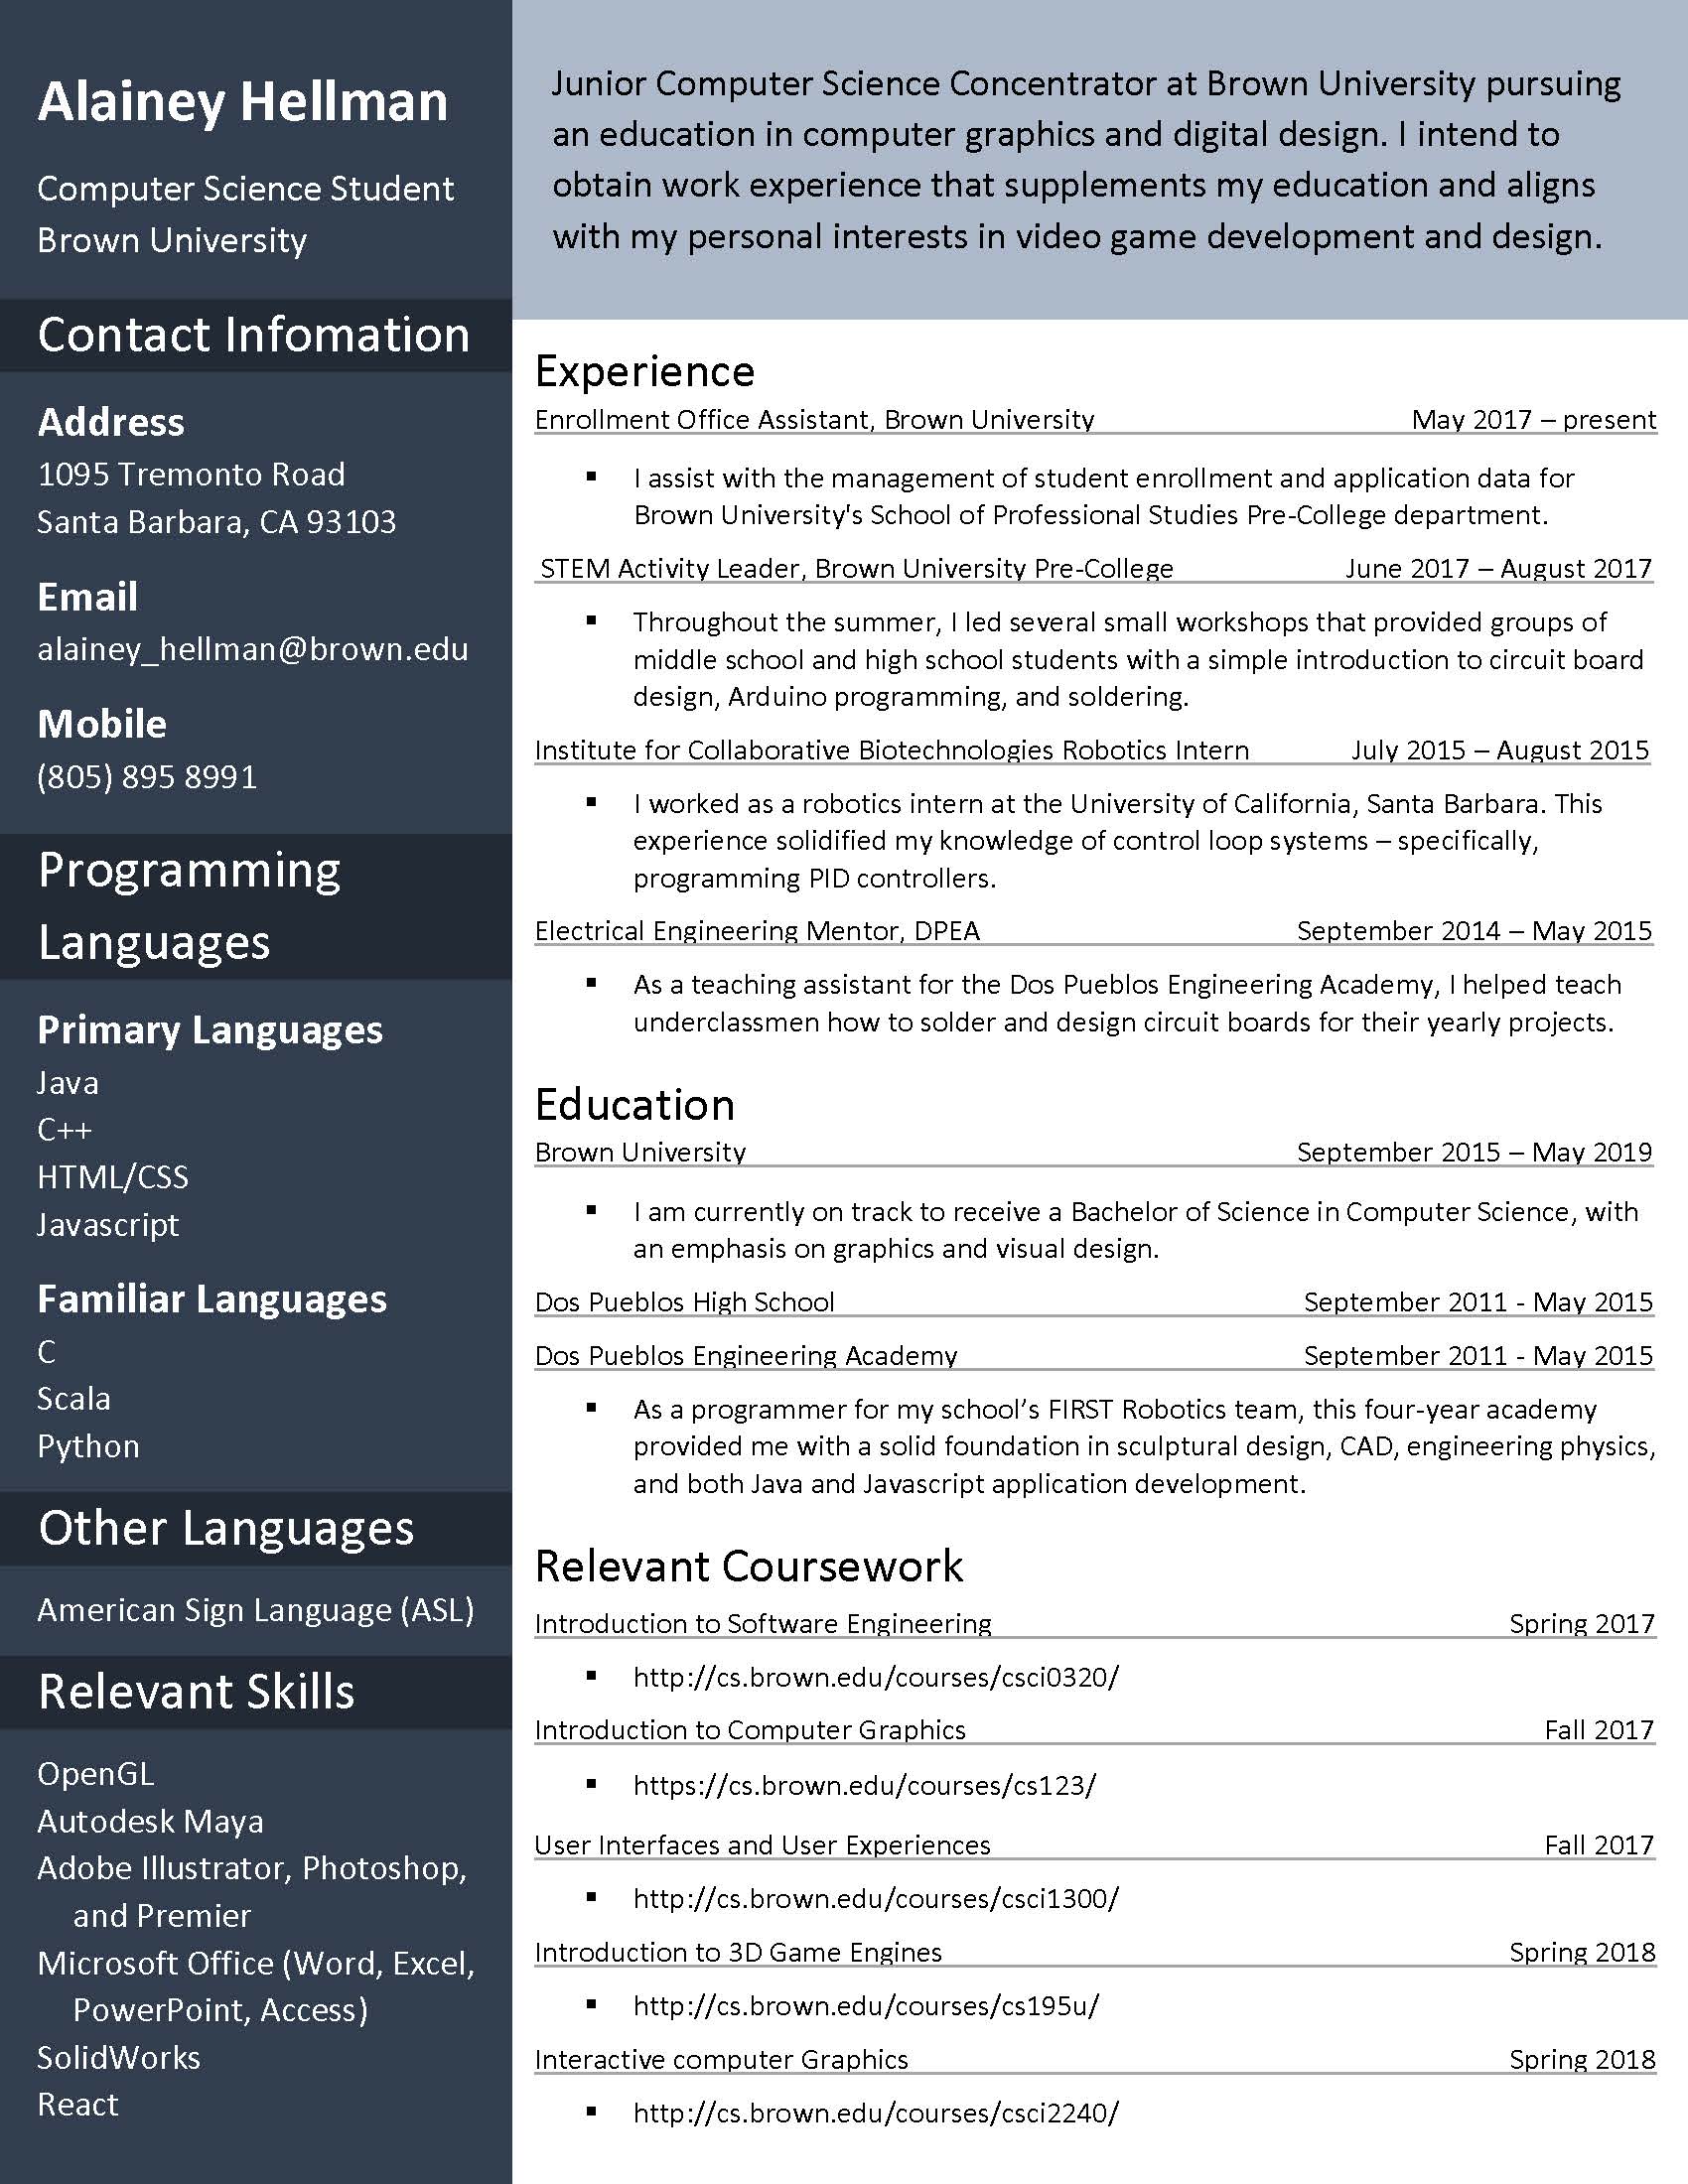 Alainey Hellman
Computer Science Student
Brown University
Contact Infomation
Address
1095 Tremonto Road
Santa Barbara, CA 93103
Email
alainey_hellman@brown.edu
Mobile
(805) 895 8991
Programming
Languages
Primary Languages
Java
C++
HTML/CSS
Javascript
Familiar Languages
C
Scala
Python
Other Languages
American Sign Language (ASL)
Relevant Skills
OpenGL
Autodesk Maya
Adobe Illustrator, Photoshop,
and Premier
Microsoft Office (Word, Excel,
PowerPoint, Access)
SolidWorks
React
Junior Computer Science Concentrator at Brown University pursuing
an education in computer graphics and digital design. I intend to
obtain work experience that supplements my education and aligns
with my personal interests in video game development and design.
Experience
Enrollment Office Assistant, Brown University May 2017 – present
▪ I assist with the management of student enrollment and application data for
Brown University's School of Professional Studies Pre-College department.
STEM Activity Leader, Brown University Pre-College June 2017 – August 2017
▪ Throughout the summer, I led several small workshops that provided groups of
middle school and high school students with a simple introduction to circuit board
design, Arduino programming, and soldering.
Institute for Collaborative Biotechnologies Robotics Intern July 2015 – August 2015
▪ I worked as a robotics intern at the University of California, Santa Barbara. This
experience solidified my knowledge of control loop systems – specifically,
programming PID controllers.
Electrical Engineering Mentor, DPEA September 2014 – May 2015
▪ As a teaching assistant for the Dos Pueblos Engineering Academy, I helped teach
underclassmen how to solder and design circuit boards for their yearly projects.
Education
Brown University September 2015 – May 2019
▪ I am currently on track to receive a Bachelor of Science in Computer Science, with
an emphasis on graphics and visual design.
Dos Pueblos High School September 2011 - May 2015
Dos Pueblos Engineering Academy September 2011 - May 2015
▪ As a programmer for my school’s FIRST Robotics team, this four-year academy
provided me with a solid foundation in sculptural design, CAD, engineering physics,
and both Java and Javascript application development.
Relevant Coursework
Introduction to Software Engineering Spring 2017
▪ http://cs.brown.edu/courses/csci0320/
Introduction to Computer Graphics Fall 2017
▪ https://cs.brown.edu/courses/cs123/
User Interfaces and User Experiences Fall 2017
▪ http://cs.brown.edu/courses/csci1300/
Introduction to 3D Game Engines Spring 2018
▪ http://cs.brown.edu/courses/cs195u/
Interactive computer Graphics Spring 2018
▪ http://cs.brown.edu/courses/csci2240/